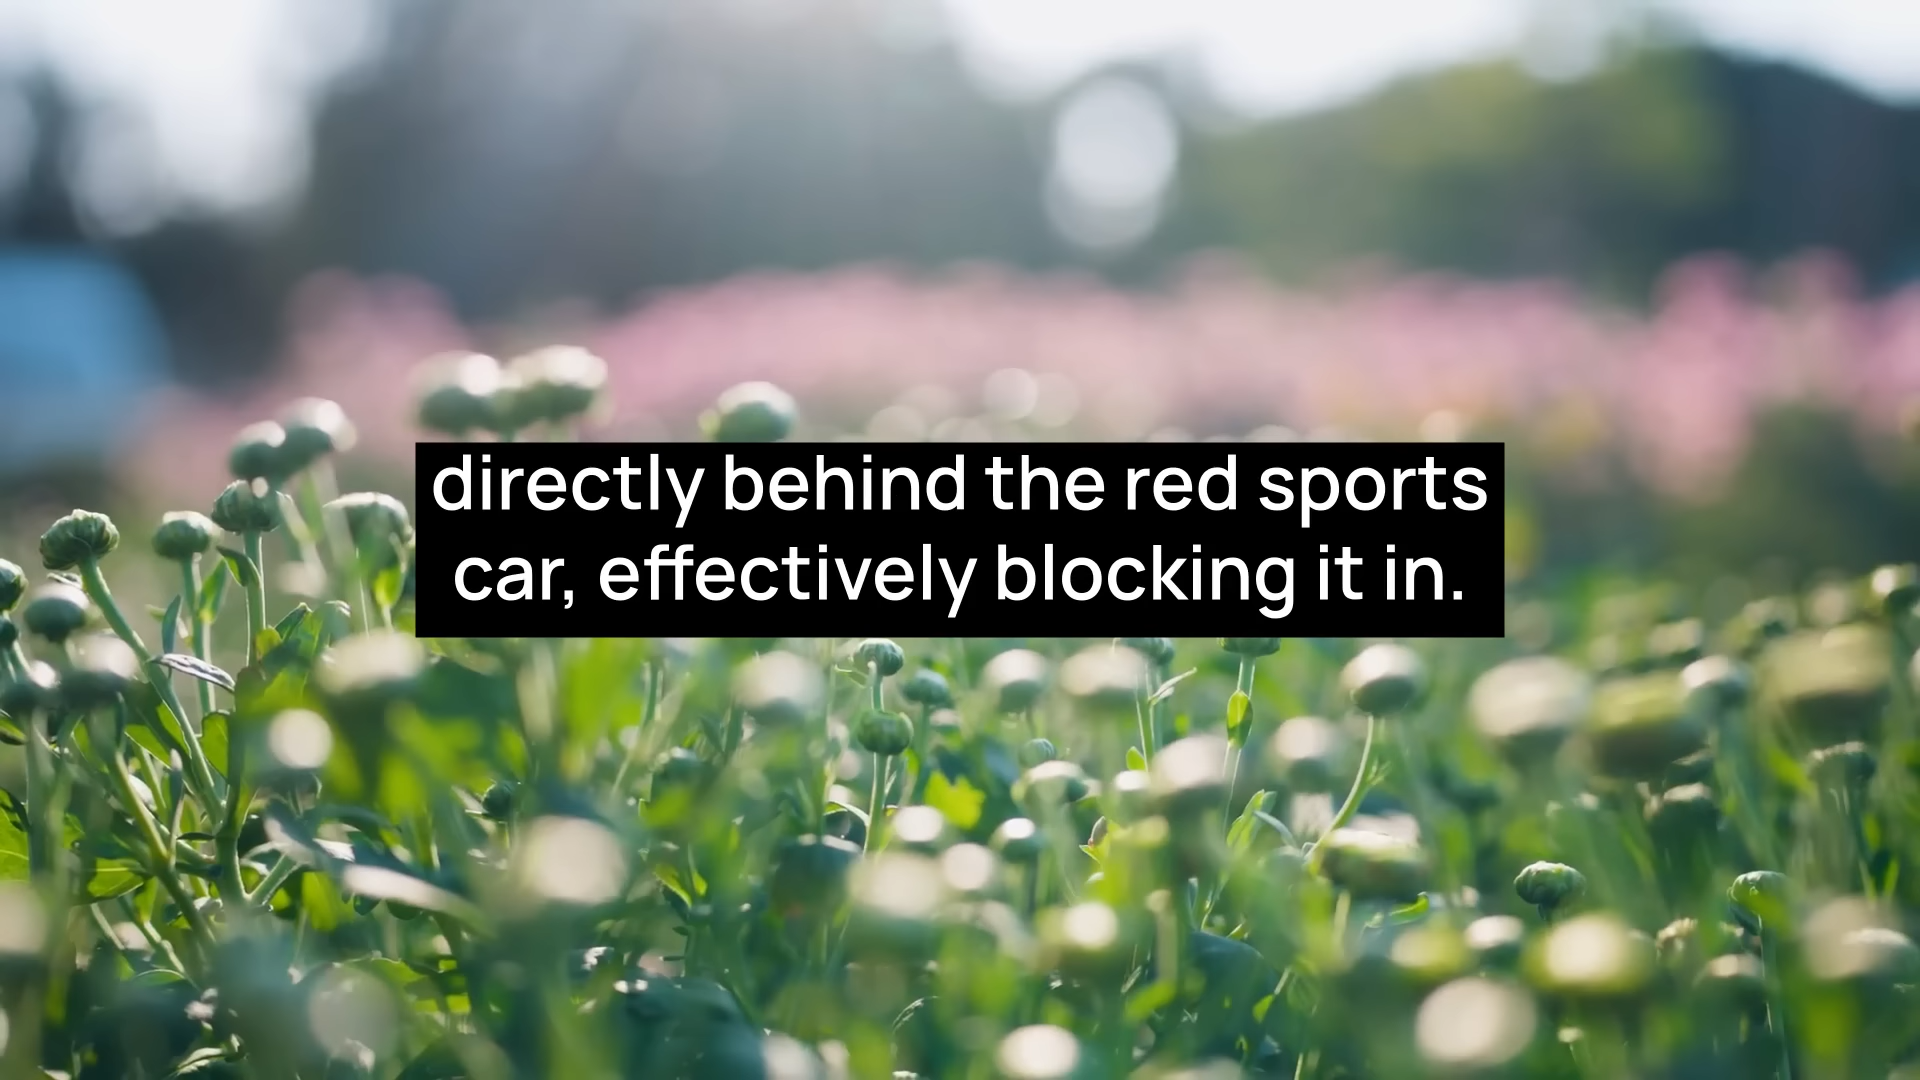 directly behind the red sports
car, effectively blocking it in.